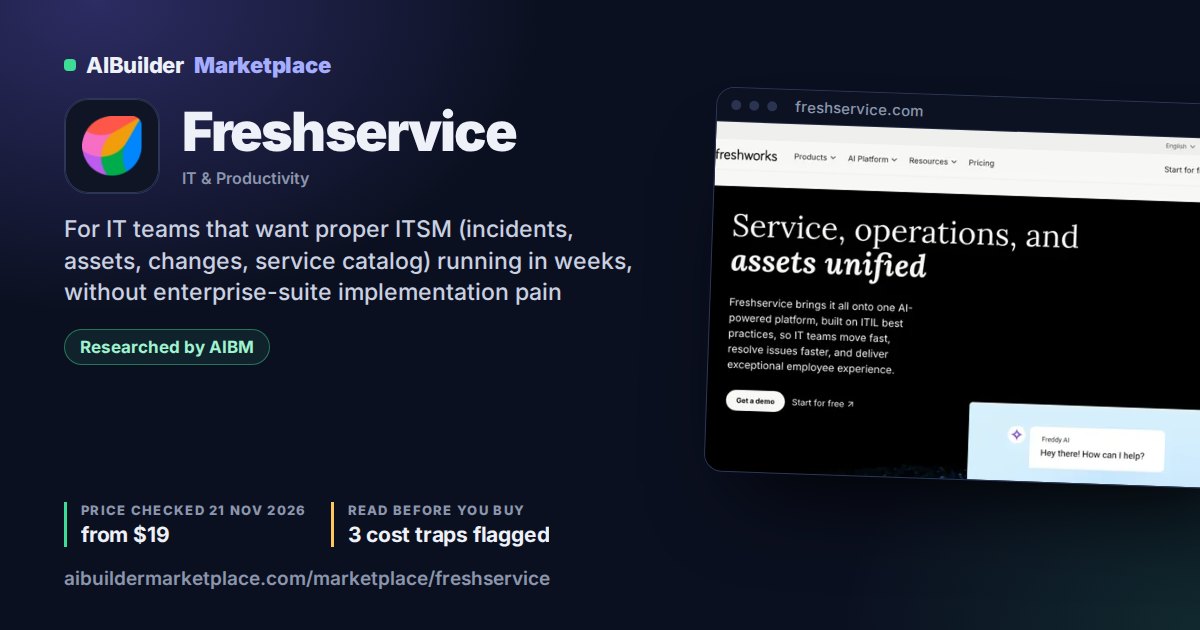 AIBuilder Marketplace
Freshservice
IT & Productivity
For IT teams that want proper ITSM (incidents,
assets, changes, service catalog) running in weeks,
without enterprise-suite implementation pain
Researched by AIBM
PRICE CHECKED 21 NOV 2026
from $19
READ BEFORE YOU BUY
3 cost traps flagged
aibuildermarketplace.com/marketplace/freshservice
freshservice.com
English
freshworks
Products
AI Platform
Resources
Pricing
Start for f
Service, operations, and
assets unified
Freshservice brings it all onto one AI-
powered platform, built on ITIL best
practices, so IT teams move fast,
resolve issues faster, and deliver
exceptional employee experience.
Get a demo
Start for free ↗
Freddy AI
Hey there! How can I help?